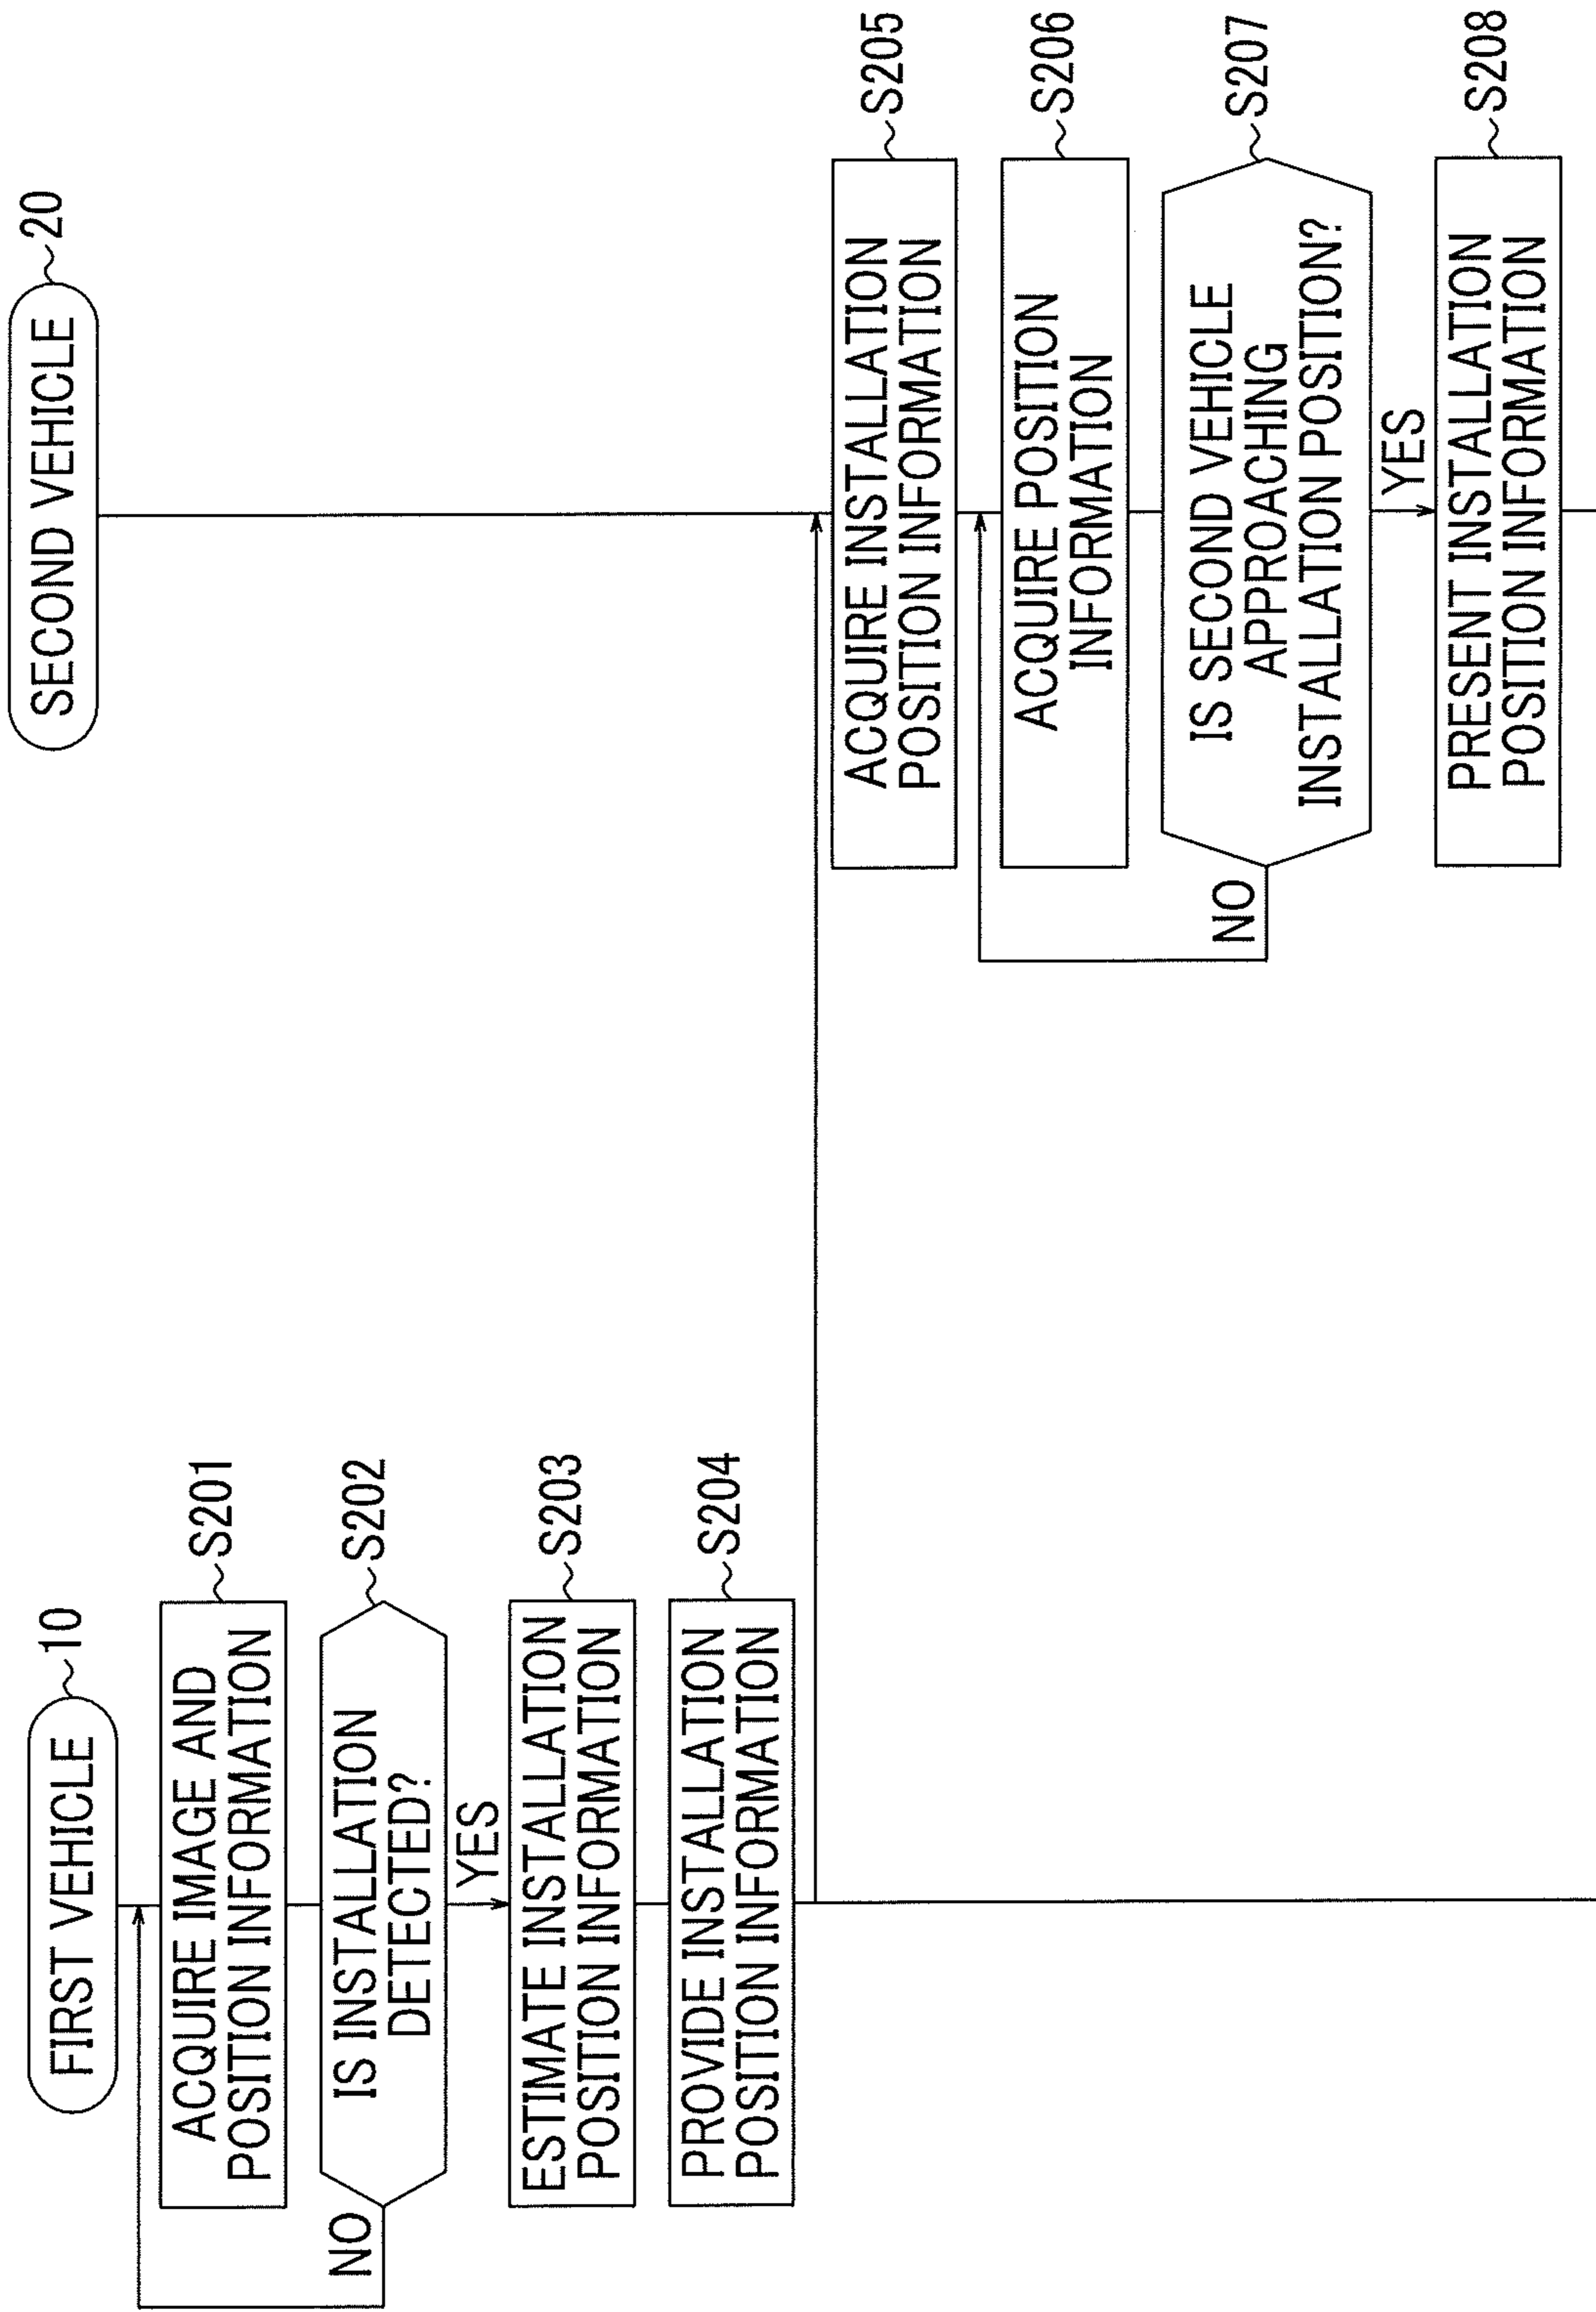 FIRST VEHICLE
10
ACQUIRE IMAGE AND
POSITION INFORMATION
S201
IS INSTALLATION
DETECTED?
S202
NO
YES
ESTIMATE INSTALLATION
POSITION INFORMATION
S203
PROVIDE INSTALLATION
POSITION INFORMATION
S204
SECOND VEHICLE
20
ACQUIRE INSTALLATION
POSITION INFORMATION
S205
ACQUIRE POSITION
INFORMATION
S206
IS SECOND VEHICLE
APPROACHING
INSTALLATION POSITION?
S207
NO
YES
PRESENT INSTALLATION
POSITION INFORMATION
S208